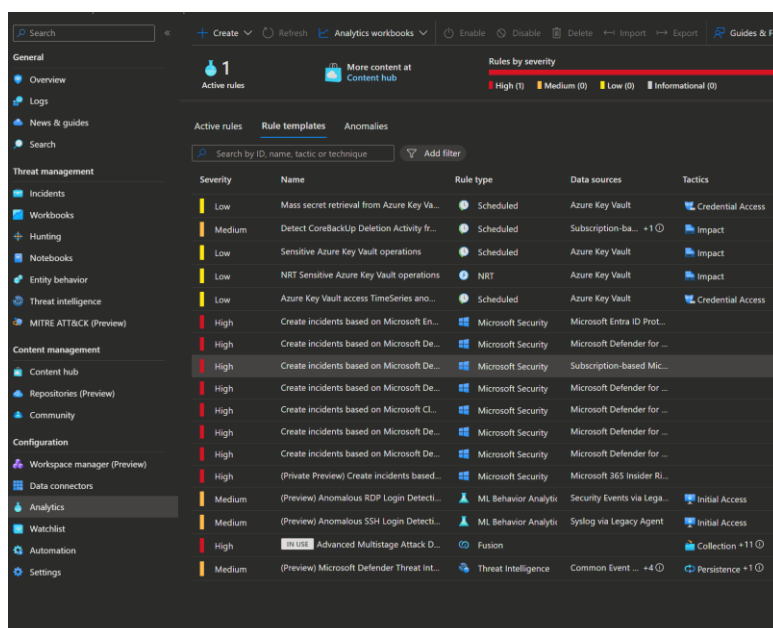 Search «
+ Create Refresh Analytics workbooks Enable Disable Delete Import Export Guides & F
General
Overview
Logs
News & guides
Search
Threat management
Incidents
Workbooks
Hunting
Notebooks
Entity behavior
Threat intelligence
MITRE ATT&CK (Preview)
Content management
Content hub
Repositories (Preview)
Community
Configuration
Workspace manager (Preview)
Data connectors
Analytics
Watchlist
Automation
Settings
1
Active rules
More content at
Content hub
Rules by severity
High (1) Medium (0) Low (0) Informational (0)
Active rules Rule templates Anomalies
Search by ID, name, tactic or technique Add filter
Severity Name Rule type Data sources Tactics
Low Mass secret retrieval from Azure Key Va... Scheduled Azure Key Vault Credential Access
Medium Detect CoreBackUp Deletion Activity fr... Scheduled Subscription-ba... +1 Impact
Low Sensitive Azure Key Vault operations Scheduled Azure Key Vault Impact
Low NRT Sensitive Azure Key Vault operations NRT Azure Key Vault Impact
Low Azure Key Vault access TimeSeries ano... Scheduled Azure Key Vault Credential Access
High Create incidents based on Microsoft En... Microsoft Security Microsoft Entra ID Prot...
High Create incidents based on Microsoft De... Microsoft Security Microsoft Defender for ...
High Create incidents based on Microsoft De... Microsoft Security Subscription-based Mic...
High Create incidents based on Microsoft De... Microsoft Security Microsoft Defender for ...
High Create incidents based on Microsoft Cl... Microsoft Security Microsoft Defender for ...
High Create incidents based on Microsoft De... Microsoft Security Microsoft Defender for ...
High Create incidents based on Microsoft De... Microsoft Security Microsoft Defender for ...
High (Private Preview) Create incidents based... Microsoft Security Microsoft 365 Insider Ri...
Medium (Preview) Anomalous RDP Login Detecti... ML Behavior Analytic Security Events via Lega... Initial Access
Medium (Preview) Anomalous SSH Login Detecti... ML Behavior Analytic Syslog via Legacy Agent Initial Access
High IN USE Advanced Multistage Attack D... Fusion Collection +11
Medium (Preview) Microsoft Defender Threat Int... Threat Intelligence Common Event ... +4 Persistence +1